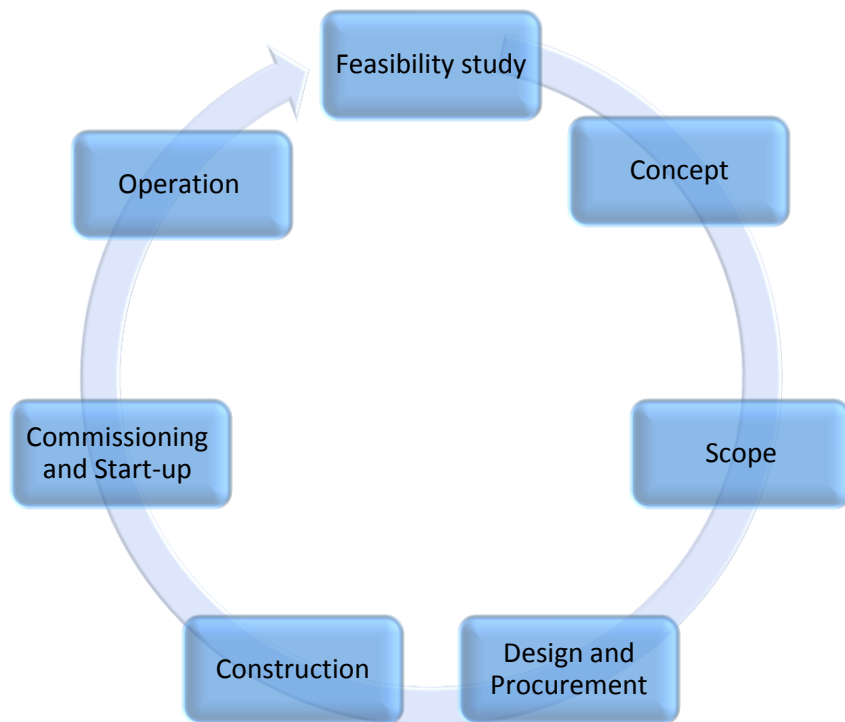 Feasibility study
Concept
Scope
Design and
Procurement
Construction
Commissioning
and Start-up
Operation